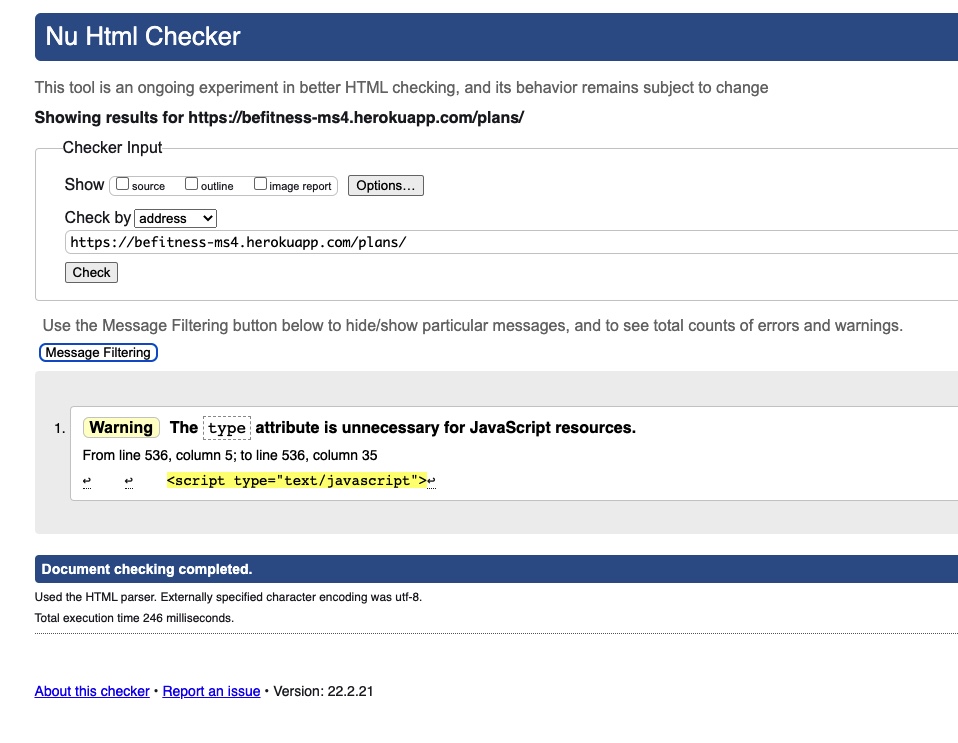 Nu Html Checker
This tool is an ongoing experiment in better HTML checking, and its behavior remains subject to change
Showing results for https://befitness-ms4.herokuapp.com/plans/
Checker Input
Show source outline image report Options...
Check by address
https://befitness-ms4.herokuapp.com/plans/
Check
Use the Message Filtering button below to hide/show particular messages, and to see total counts of errors and warnings.
Message Filtering
1. Warning The type attribute is unnecessary for JavaScript resources.
From line 536, column 5; to line 536, column 35
↩ ↩ <script type="text/javascript">↩
Document checking completed.
Used the HTML parser. Externally specified character encoding was utf-8.
Total execution time 246 milliseconds.
About this checker • Report an issue • Version: 22.2.21